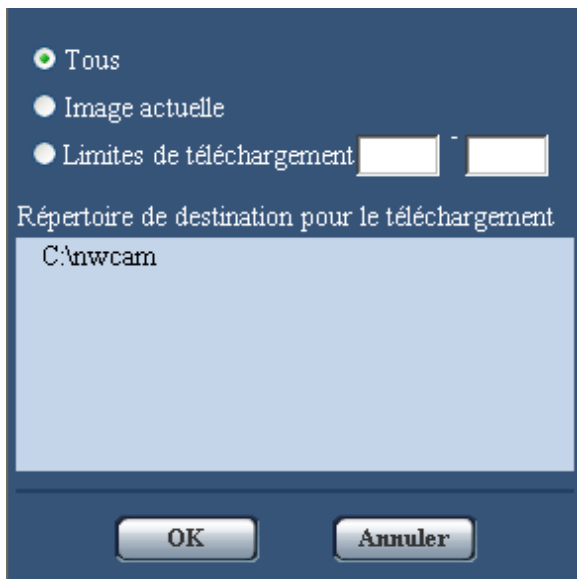 Tous
Image actuelle
Limites de téléchargement -
Répertoire de destination pour le téléchargement
C:\nwcam
OK Annuler